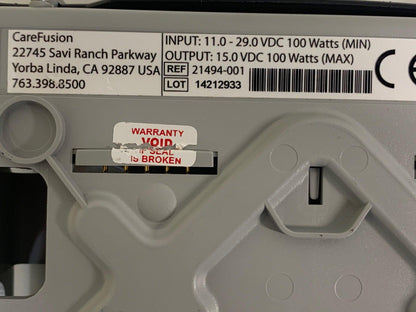 CareFusion
22745 Savi Ranch Parkway
Yorba Linda, CA 92887 USA
763.398.8500
INPUT: 11.0 - 29.0 VDC 100 Watts (MIN)
OUTPUT: 15.0 VDC 100 Watts (MAX)
REF 21494-001
LOT 14212933
CE
WARRANTY
VOID
IF SEAL
IS BROKEN